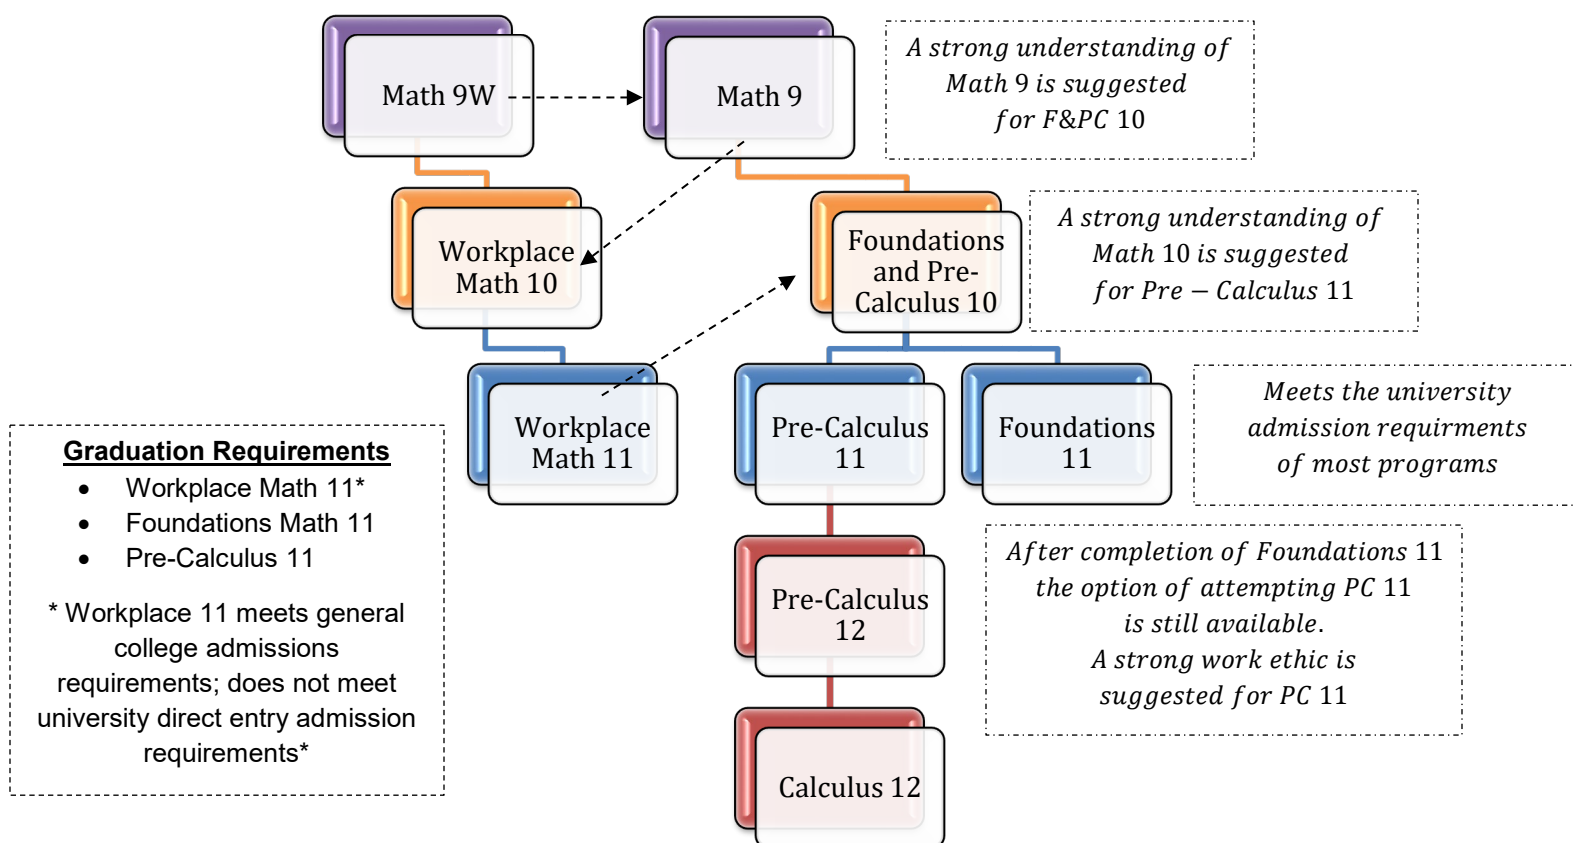 Math 9W
Math 9
A strong understanding of
Math 9 is suggested
for F&PC 10
Workplace
Math 10
Foundations
and Pre-
Calculus 10
A strong understanding of
Math 10 is suggested
for Pre − Calculus 11
Workplace
Math 11
Pre-Calculus
11
Foundations
11
Meets the university
admission requirments
of most programs
Graduation Requirements
• Workplace Math 11*
• Foundations Math 11
• Pre-Calculus 11
* Workplace 11 meets general
college admissions
requirements; does not meet
university direct entry admission
requirements*
Pre-Calculus
12
After completion of Foundations 11
the option of attempting PC 11
is still available.
A strong work ethic is
suggested for PC 11
Calculus 12